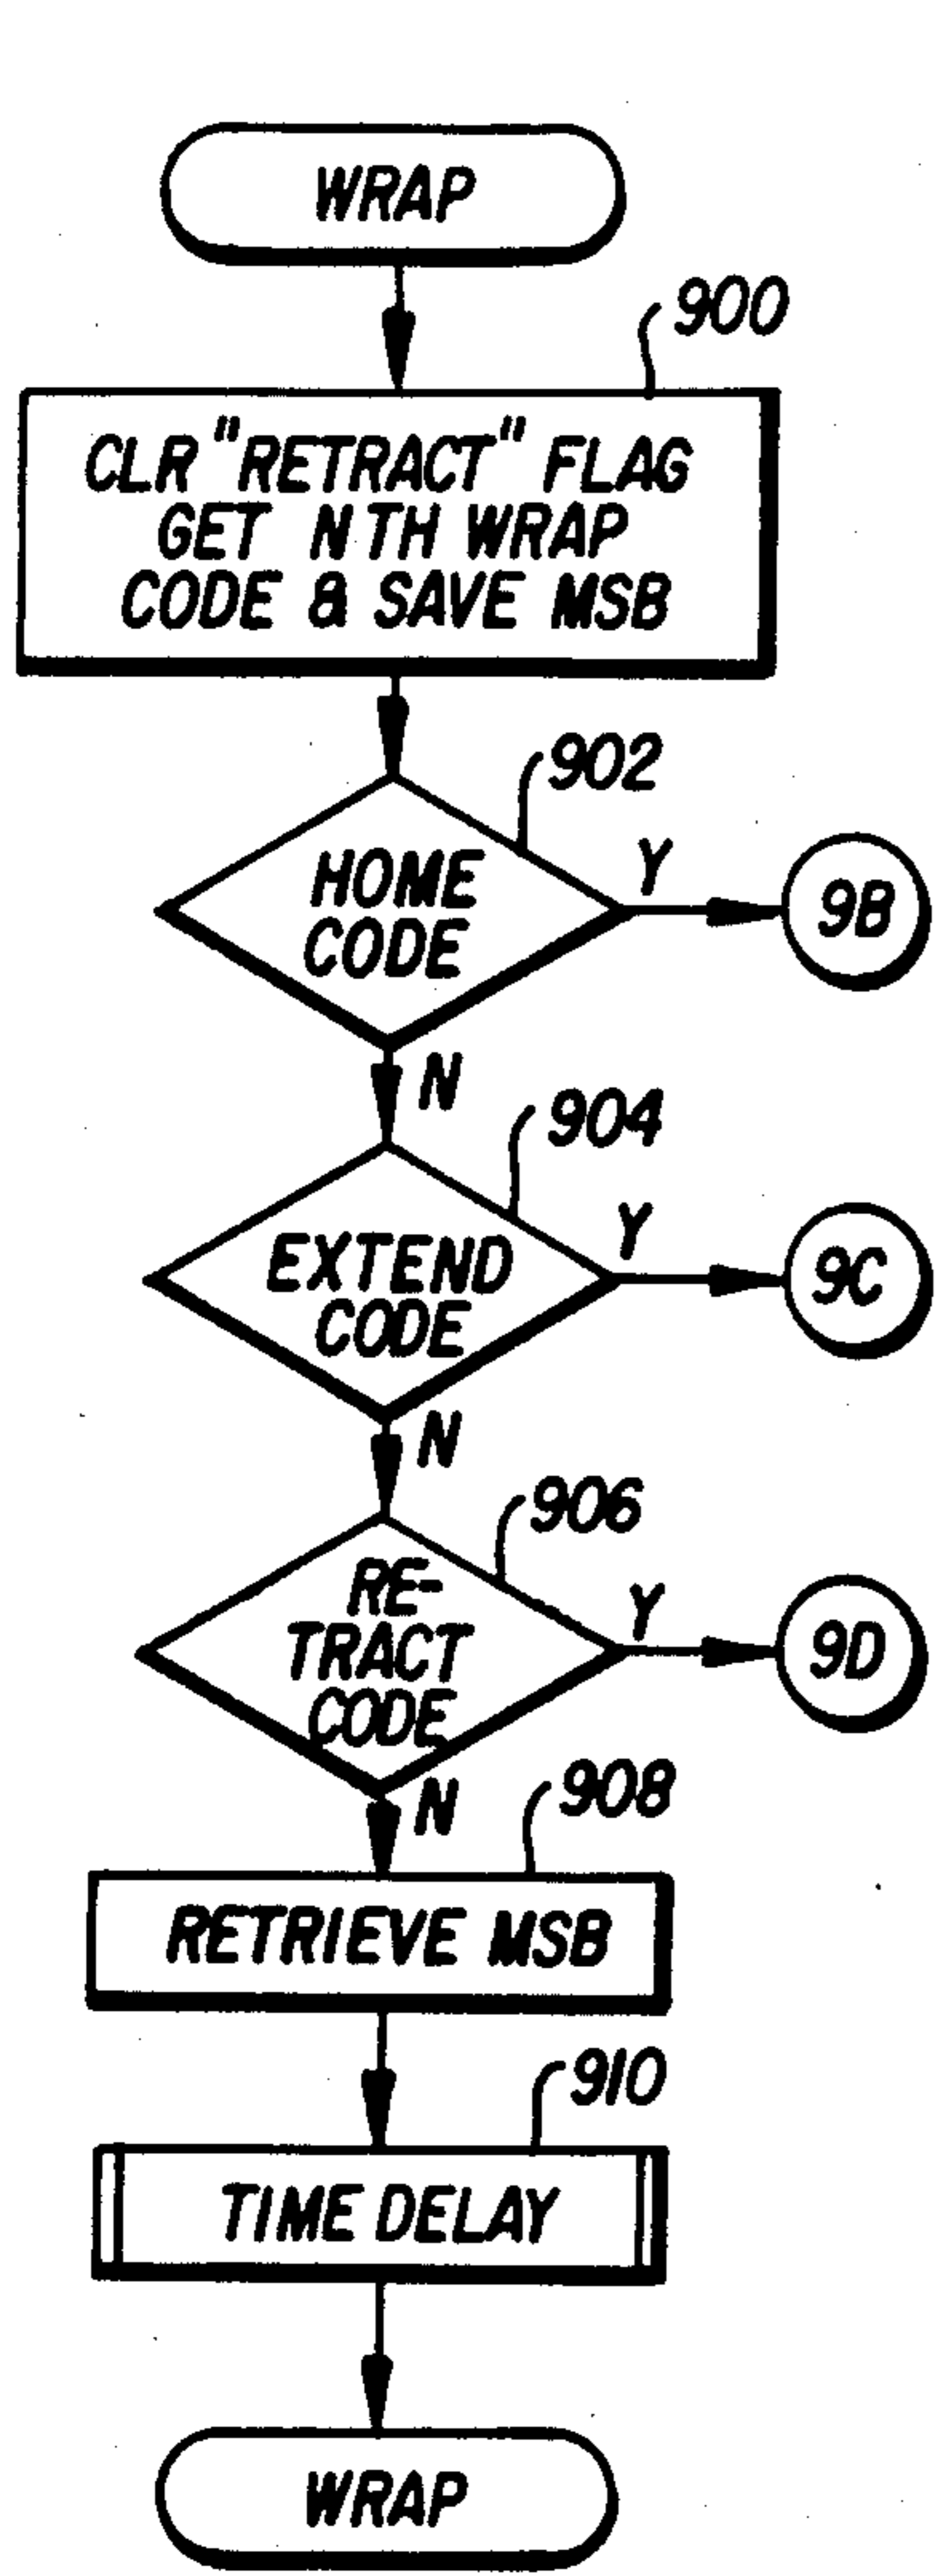 WRAP
900
CLR "RETRACT" FLAG
GET NTH WRAP
CODE & SAVE MSB
902
HOME
CODE
Y
9B
N
904
EXTEND
CODE
Y
9C
N
906
RE-
TRACT
CODE
Y
9D
N
908
RETRIEVE MSB
910
TIME DELAY
WRAP